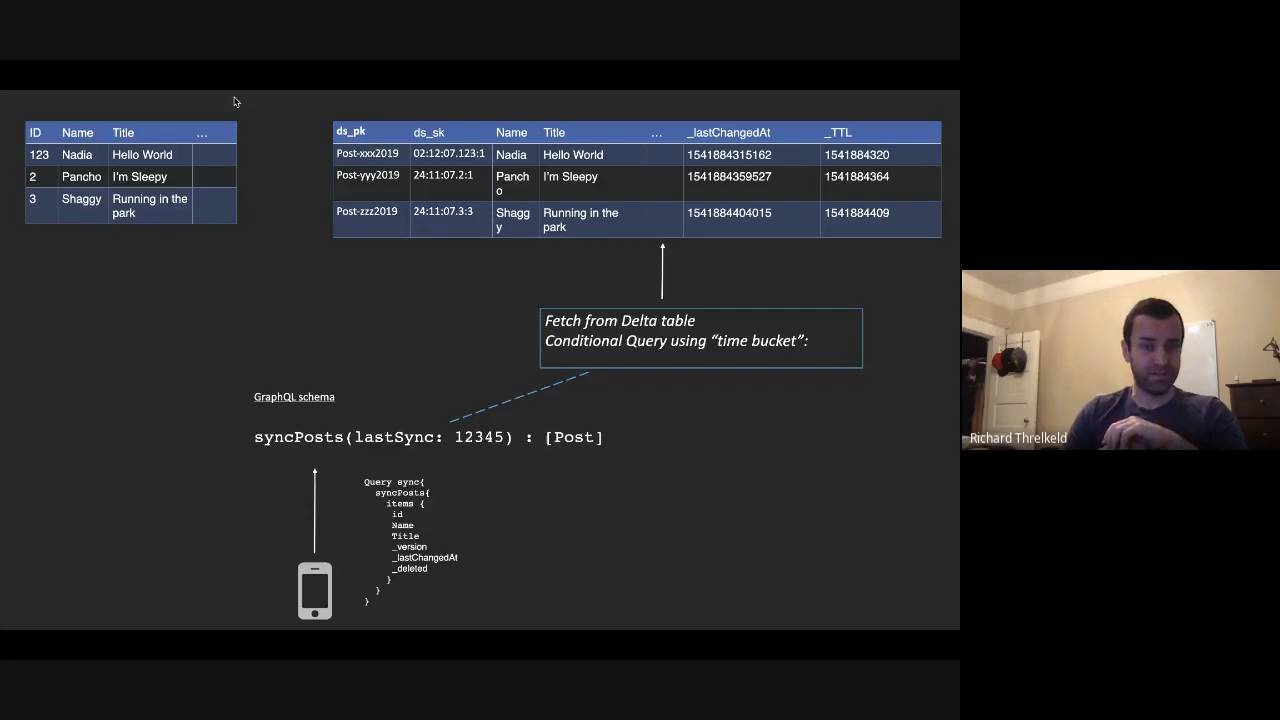 ID Name Title ...
123 Nadia Hello World
2 Pancho I'm Sleepy
3 Shaggy Running in the
park
ds_pk ds_sk Name Title ... _lastChangedAt _TTL
Post-xxx2019 02:12:07.123:1 Nadia Hello World 1541884315162 1541884320
Post-yyy2019 24:11:07.2:1 Panch I'm Sleepy 1541884359527 1541884364
o
Post-zzz2019 24:11:07.3:3 Shagg Running in the 1541884404015 1541884409
y park
Fetch from Delta table
Conditional Query using “time bucket”:
GraphQL schema
syncPosts(lastSync: 12345) : [Post]
Query sync{
syncPosts{
items {
id
Name
Title
_version
_lastChangedAt
_deleted
}
}
}
Richard Threlkeld